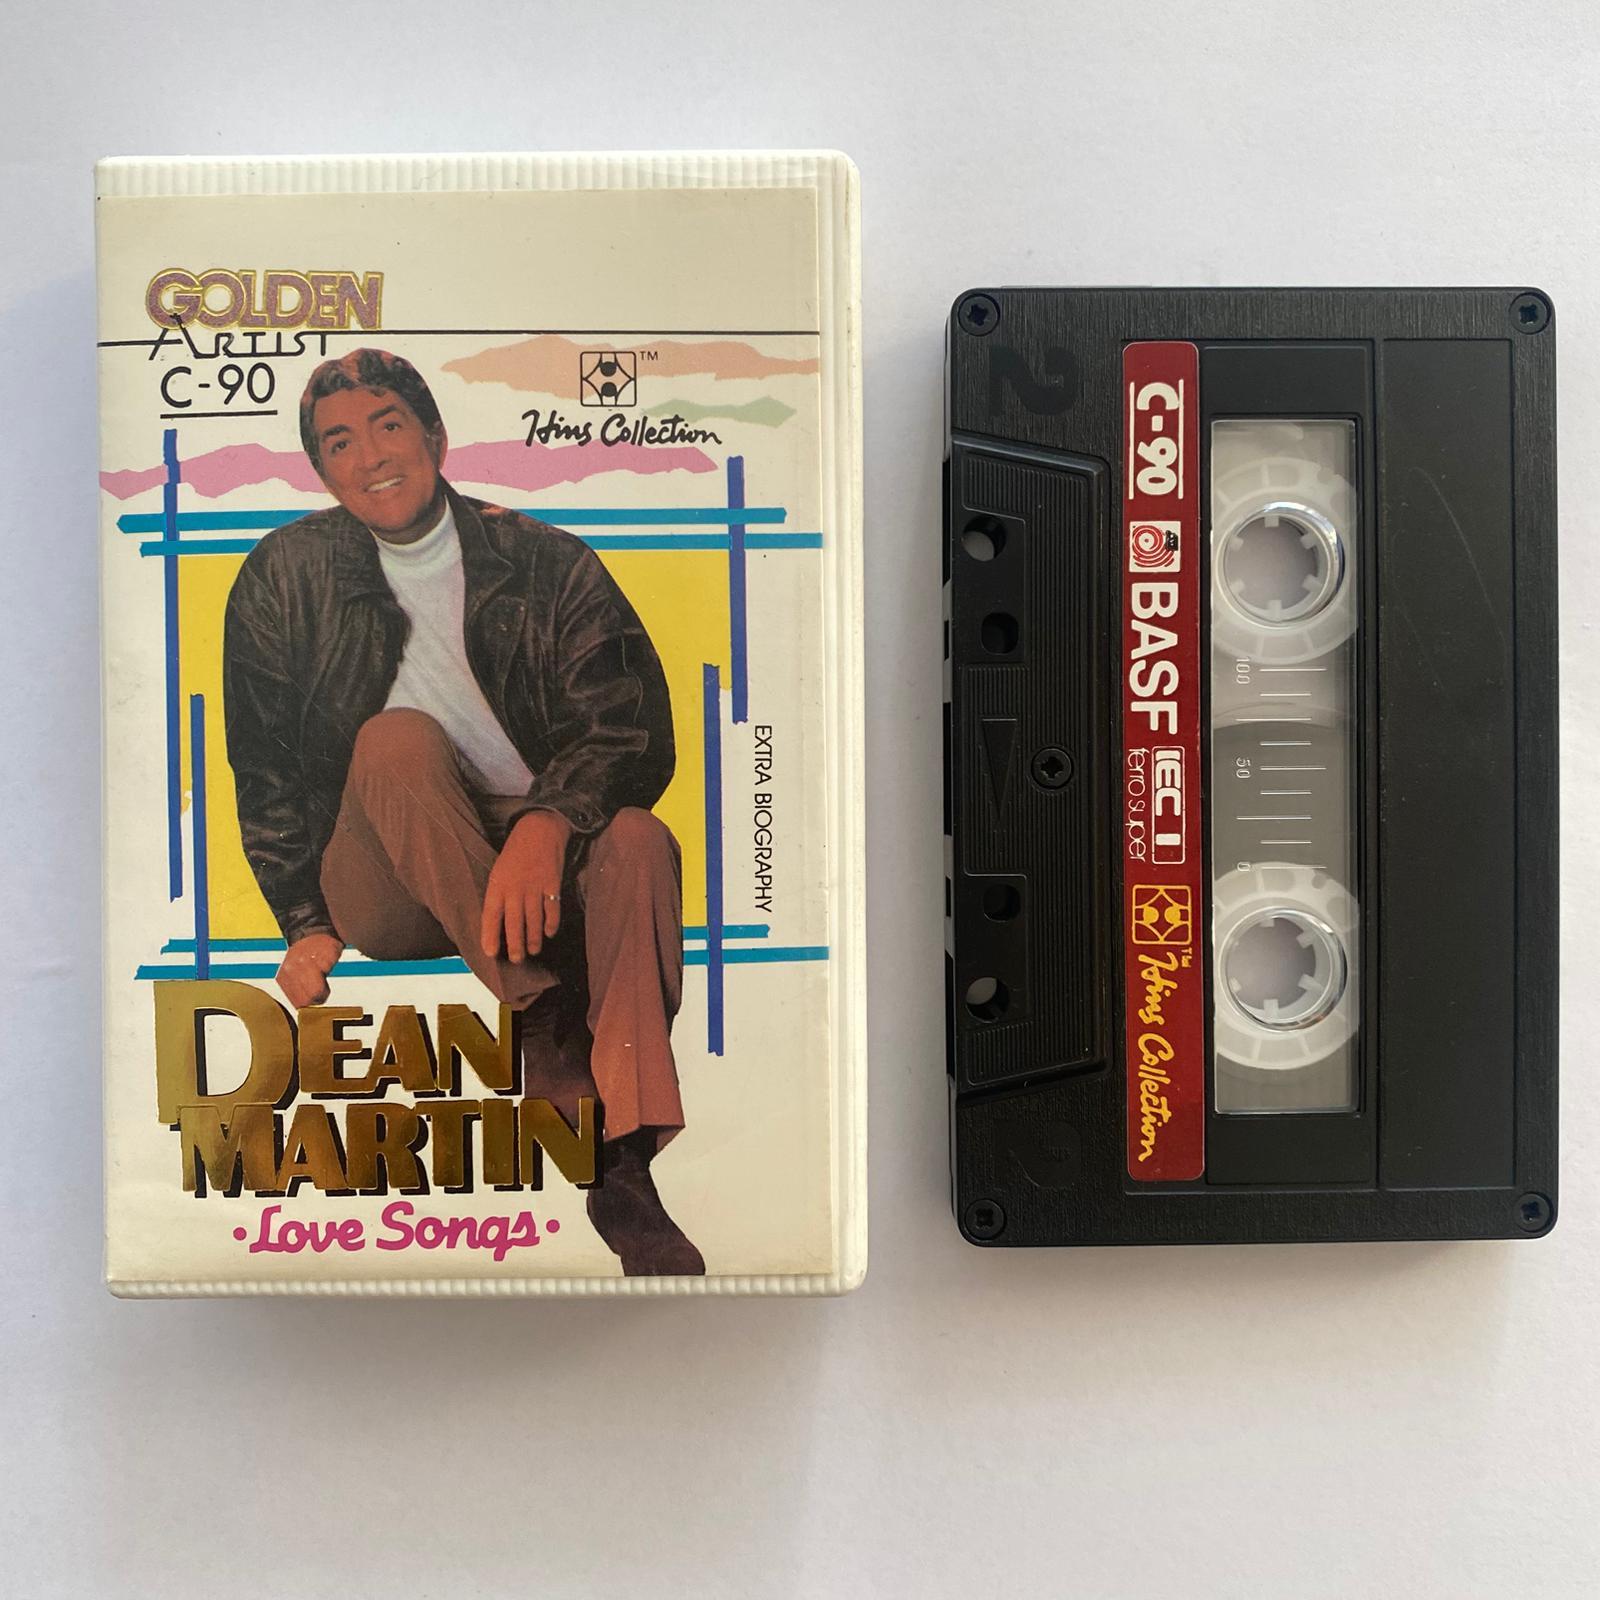 GOLDEN
ARTIST
C-90
TM
Hins Collection
EXTRA BIOGRAPHY
DEAN
MARTIN
•Love Songs•
2
C-90
BASF
IEC I
ferro super
TM
Hins Collection
100
50
0